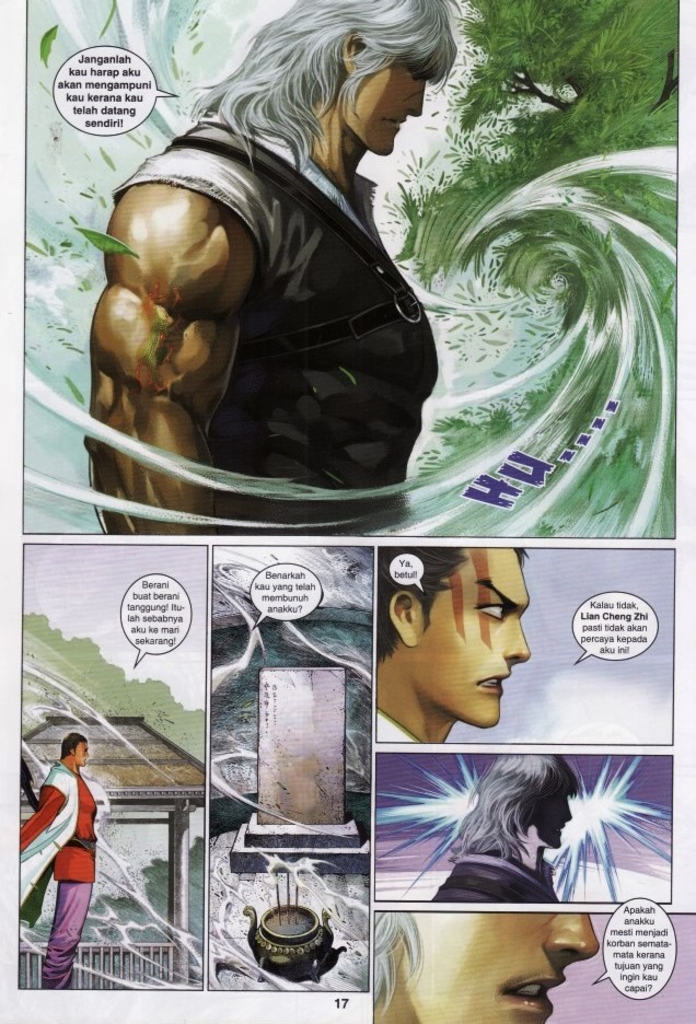 Janganlah
kau harap aku
akan mengampuni
kau kerana kau
telah datang
sendiri!
HU.....
Berani
buat berani
tanggung! Itu-
lah sebabnya
aku ke mari
sekarang!
Benarkah
kau yang telah
membunuh
anakku?
Ya,
betul!
Kalau tidak,
Lian Cheng Zhi
pasti tidak akan
percaya kepada
aku ini!
Apakah
anakku
mesti menjadi
korban semata-
mata kerana
tujuan yang
ingin kau
capai?
17